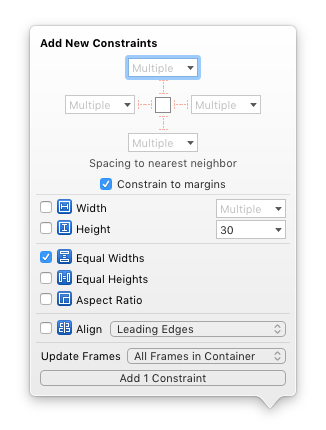 Add New Constraints
Multiple
Multiple
Multiple
Multiple
Spacing to nearest neighbor
Constrain to margins
Width
Multiple
Height
30
Equal Widths
Equal Heights
Aspect Ratio
Align
Leading Edges
Update Frames
All Frames in Container
Add 1 Constraint